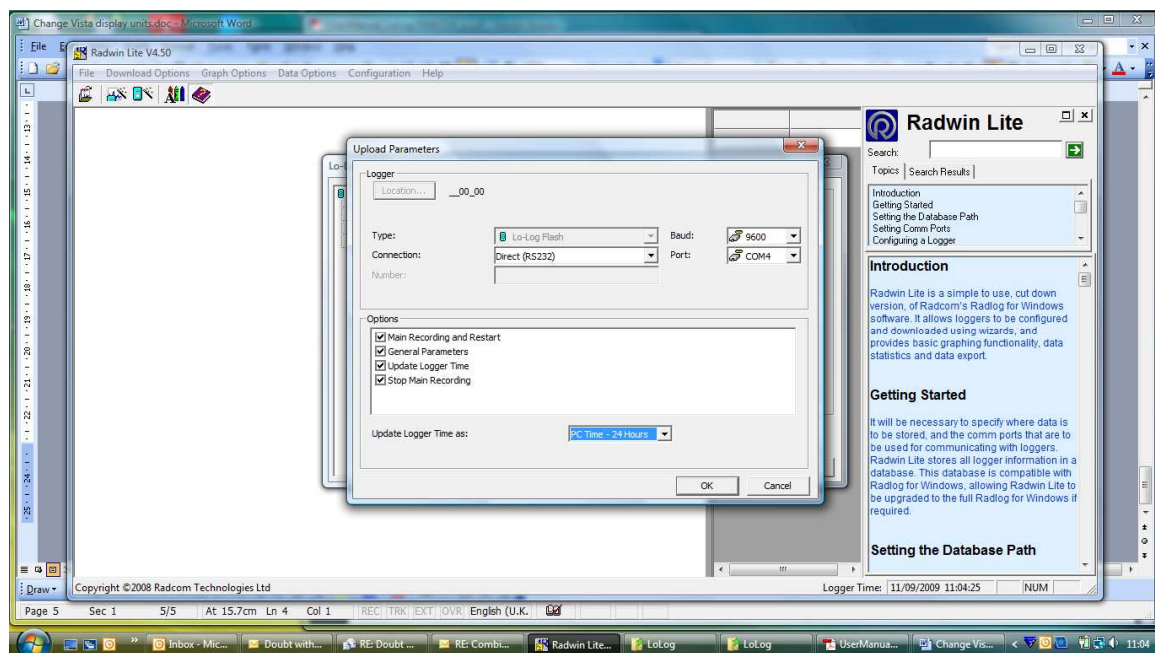 Change Vista display units.doc - Microsoft Word
File
Radwin Lite V4.50
File Download Options Graph Options Data Options Configuration Help
Radwin Lite
Search:
Topics Search Results
Introduction
Getting Started
Setting the Database Path
Setting Comm Ports
Configuring a Logger
Upload Parameters
Logger
Location... __00_00
Type: Lo-Log Flash Baud: 9600
Connection: Direct (RS232) Port: COM4
Number:
Options
Main Recording and Restart
General Parameters
Update Logger Time
Stop Main Recording
Update Logger Time as: PC Time - 24 Hours
OK Cancel
Introduction
Radwin Lite is a simple to use, cut down
version, of Radcom's Radlog for Windows
software. It allows loggers to be configured
and downloaded using wizards, and
provides basic graphing functionality, data
statistics and data export.
Getting Started
It will be necessary to specify where data is
to be stored, and the comm ports that are to
be used for communicating with loggers.
Radwin Lite stores all logger information in a
database. This database is compatible with
Radlog for Windows, allowing Radwin Lite to
be upgraded to the full Radlog for Windows if
required.
Setting the Database Path
Copyright ©2008 Radcom Technologies Ltd
Logger Time: 11/09/2009 11:04:25 NUM
Draw
Page 5 Sec 1 5/5 At 15.7cm Ln 4 Col 1 REC TRK EXT OVR English (U.K.
Inbox - Mic... Doubt with... RE: Doubt ... RE: Combi... Radwin Lite... LoLog LoLog UserManua... Change Vis... 11:04